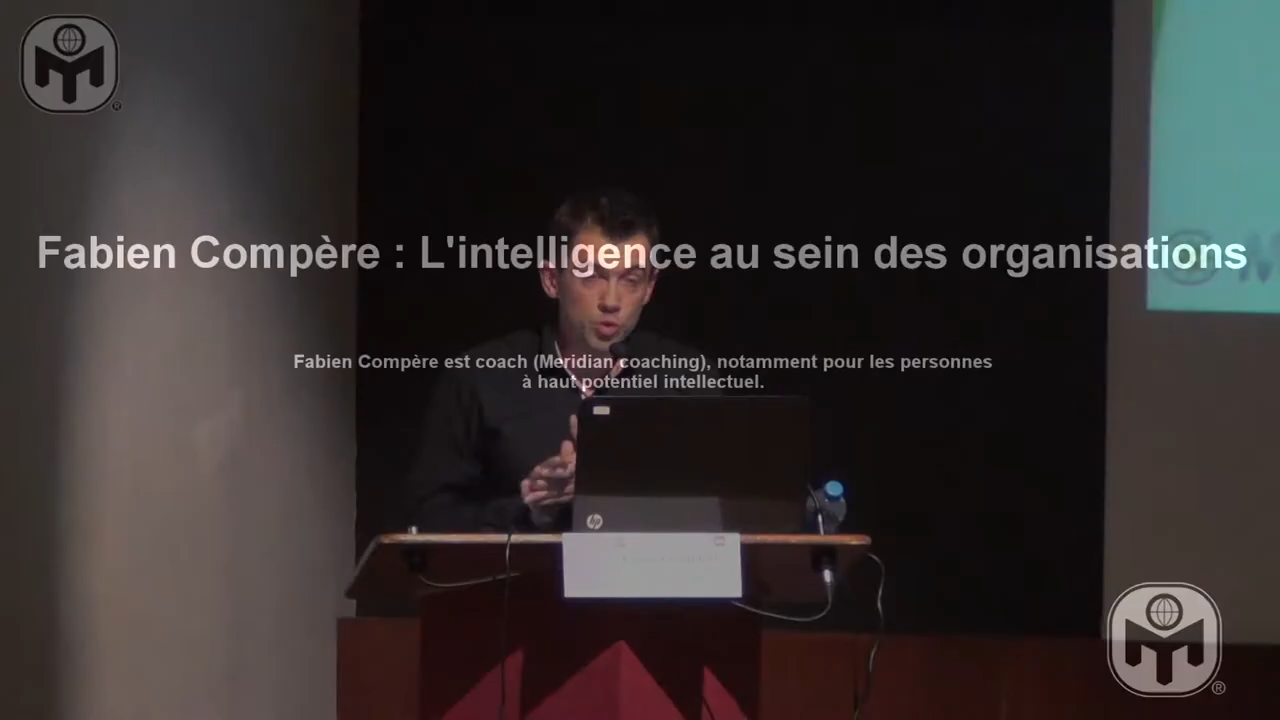 Fabien Compère : L'intelligence au sein des organisations
Fabien Compère est coach (Meridian coaching), notamment pour les personnes
à haut potentiel intellectuel.
hp